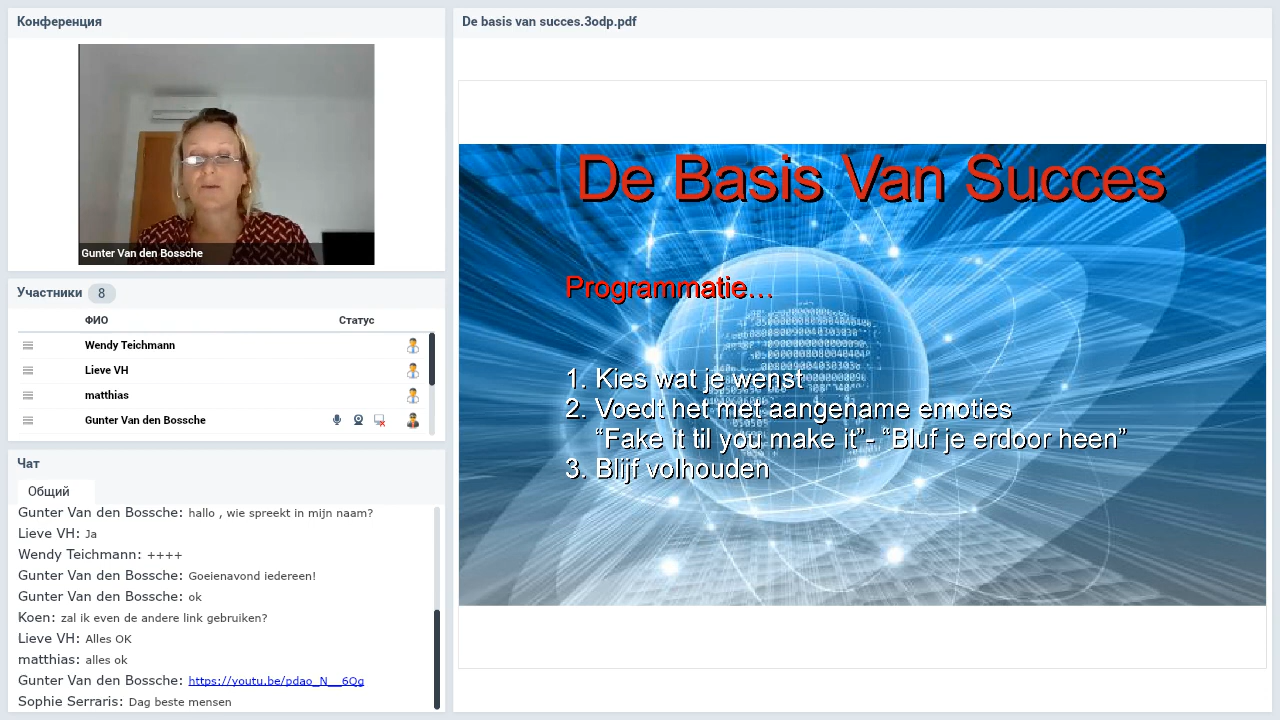 Конференция
Gunter Van den Bossche
Участники 8
ФИО Статус
Wendy Teichmann
Lieve VH
matthias
Gunter Van den Bossche
Чат
Общий
Gunter Van den Bossche: hallo , wie spreekt in mijn naam?
Lieve VH: Ja
Wendy Teichmann: ++++
Gunter Van den Bossche: Goeienavond iedereen!
Gunter Van den Bossche: ok
Koen: zal ik even de andere link gebruiken?
Lieve VH: Alles OK
matthias: alles ok
Gunter Van den Bossche: https://youtu.be/pdao_N__6Qg
Sophie Serraris: Dag beste mensen
De basis van succes.3odp.pdf
De Basis Van Succes
Programmatie...
1. Kies wat je wenst
2. Voedt het met aangename emoties
“Fake it til you make it”- “Bluf je erdoor heen”
3. Blijf volhouden